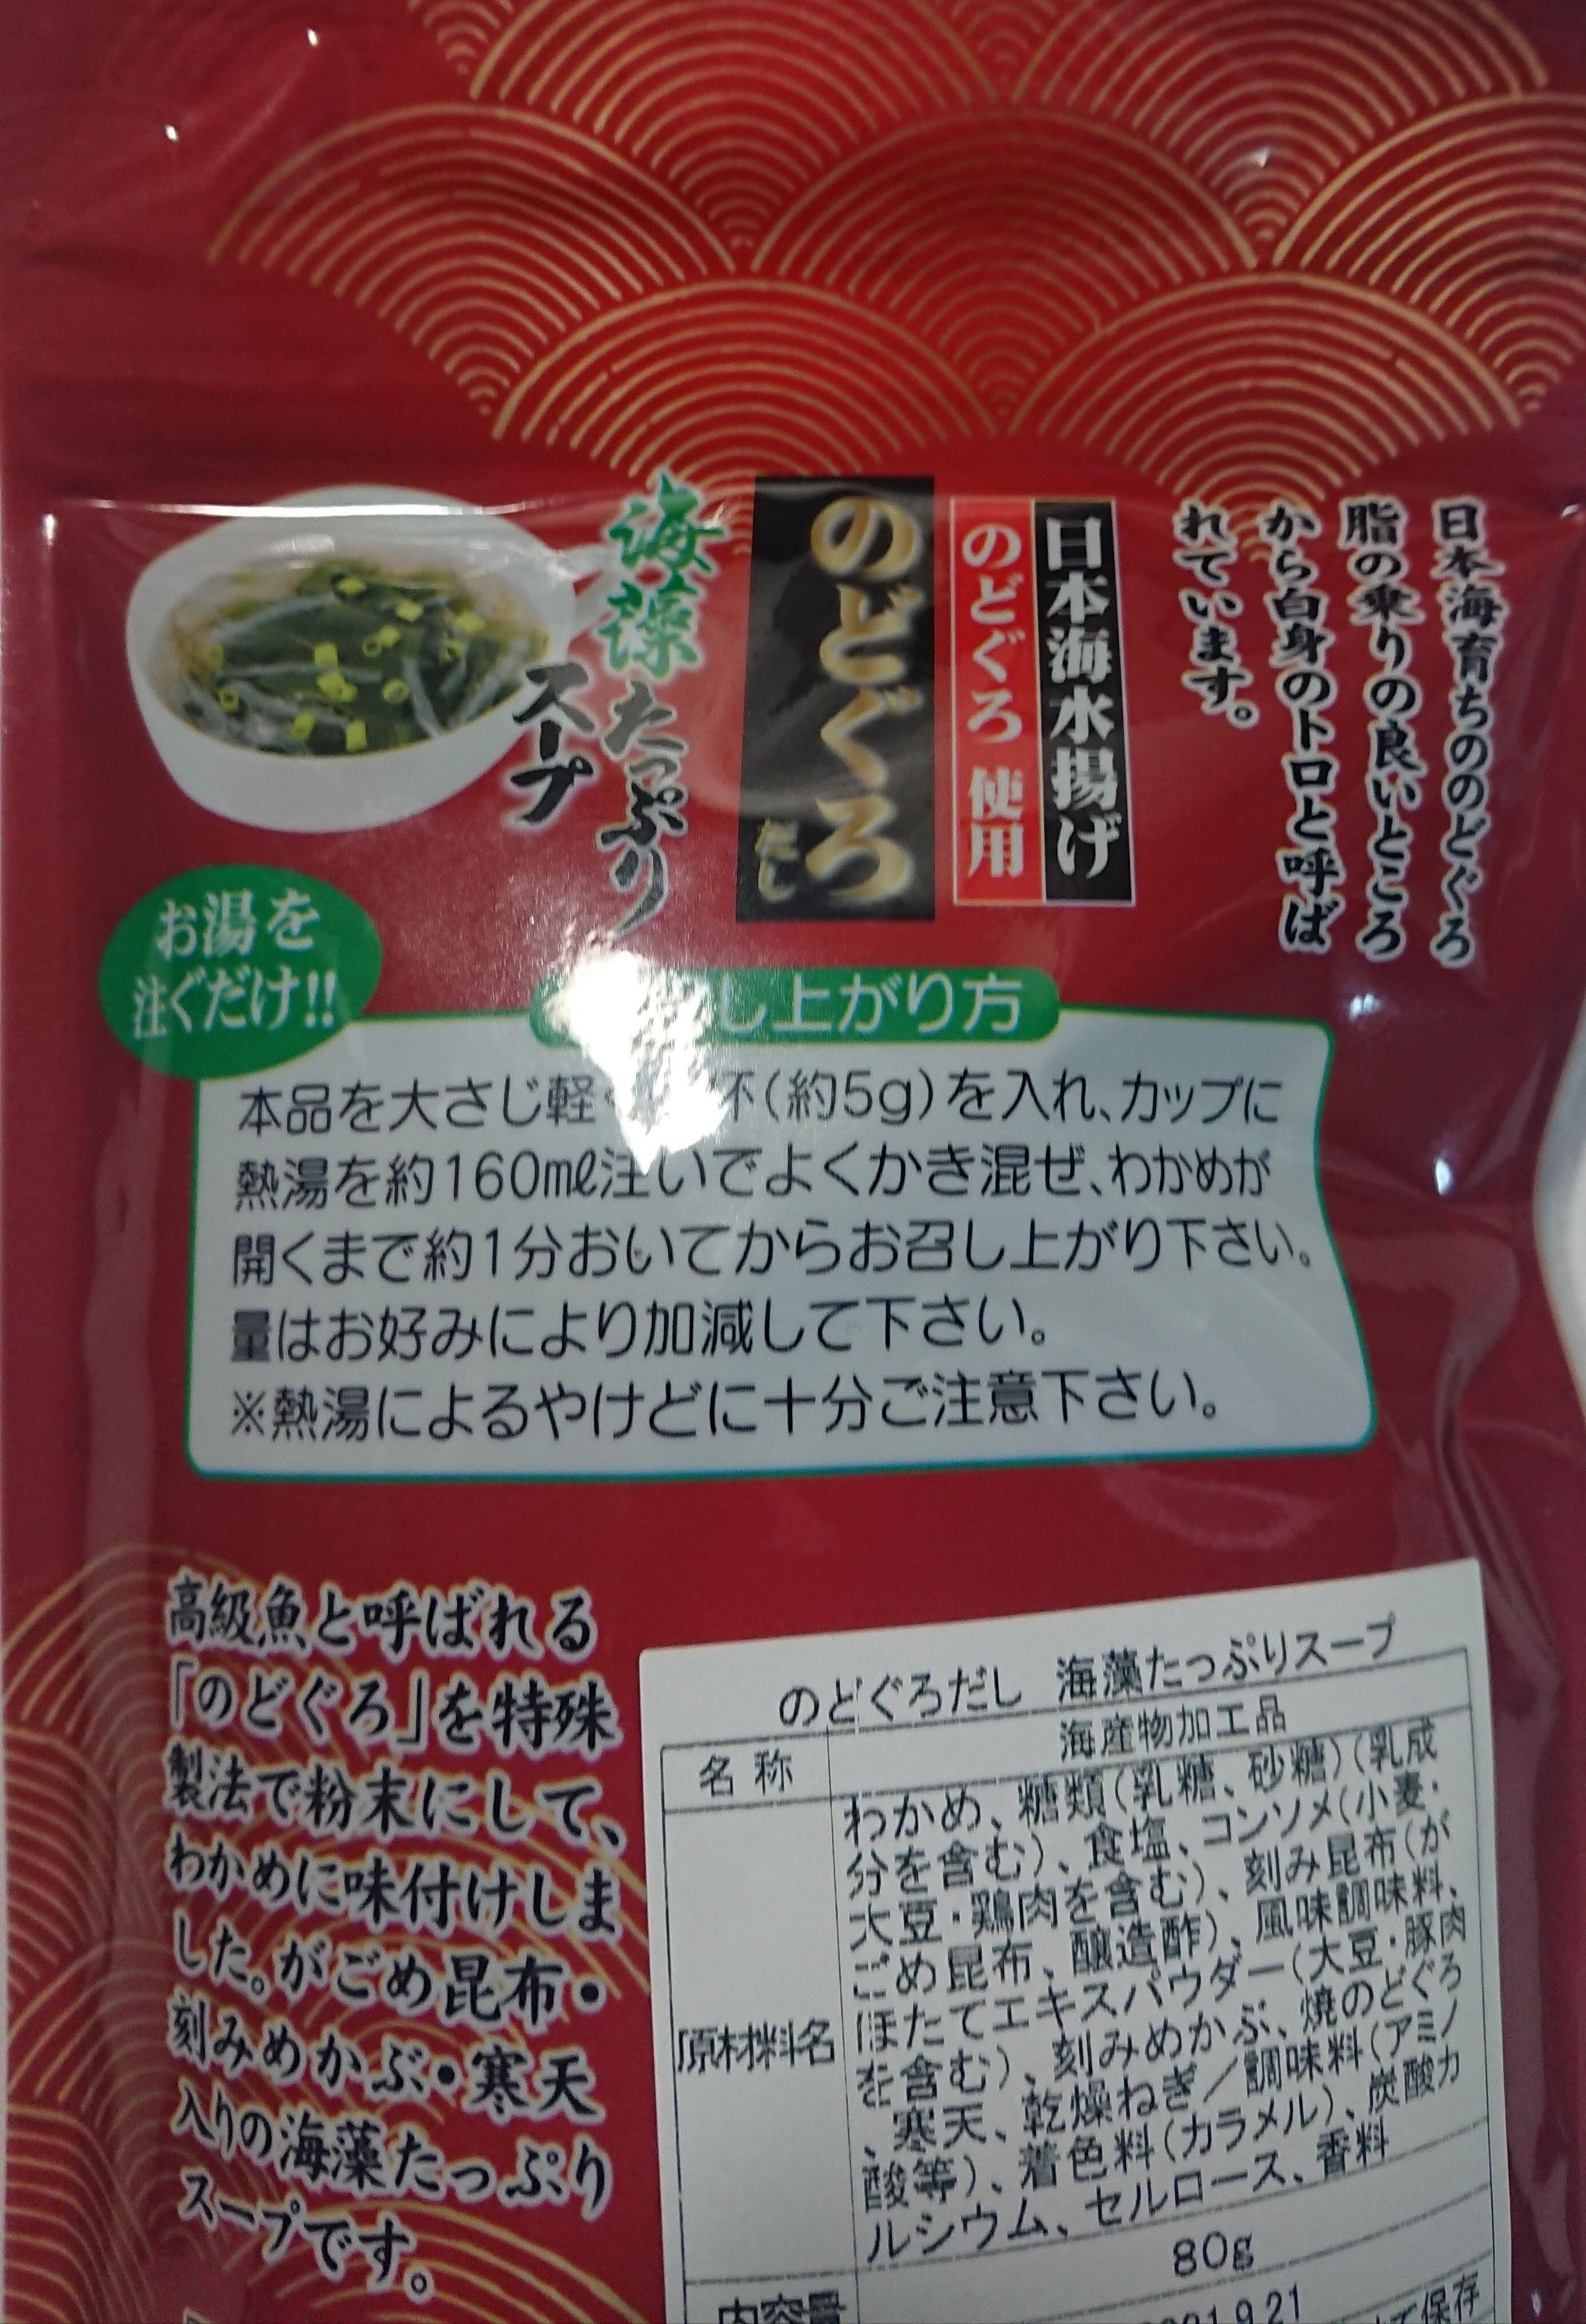 日本海育ちののどぐろ
脂の乗りの良いところ
から白身のトロと呼ば
れています。
日本海水揚げ
のどぐろ 使用
のどぐろ
だし
海藻たっぷり
スープ
お湯を
注ぐだけ!!
し上がり方
本品を大さじ軽 杯(約5g)を入れ、カップに
熱湯を約160mℓ注いでよくかき混ぜ、わかめが
開くまで約1分おいてからお召し上がり下さい。
量はお好みにより加減して下さい。
※熱湯によるやけどに十分ご注意下さい。
高級魚と呼ばれる
「のどぐろ」を特殊
製法で粉末にして、
わかめに味付けしま
した。がごめ昆布・
刻みめかぶ・寒天
入りの海藻たっぷり
スープです。
のどぐろだし 海藻たっぷりスープ
名称 海産物加工品
原材料名
わかめ、糖類(乳糖、砂糖)(乳成
分を含む)、食塩、コンソメ(小麦・
大豆・鶏肉を含む)、刻み昆布(が
ごめ昆布、醸造酢)、風味調味料、
ほたてエキスパウダー(大豆・豚肉
を含む)、刻みめかぶ、焼のどぐろ
、寒天、乾燥ねぎ/調味料(アミノ
酸等)、着色料(カラメル)、炭酸カ
ルシウム、セルロース、香料
内容量 80g
21
て保存